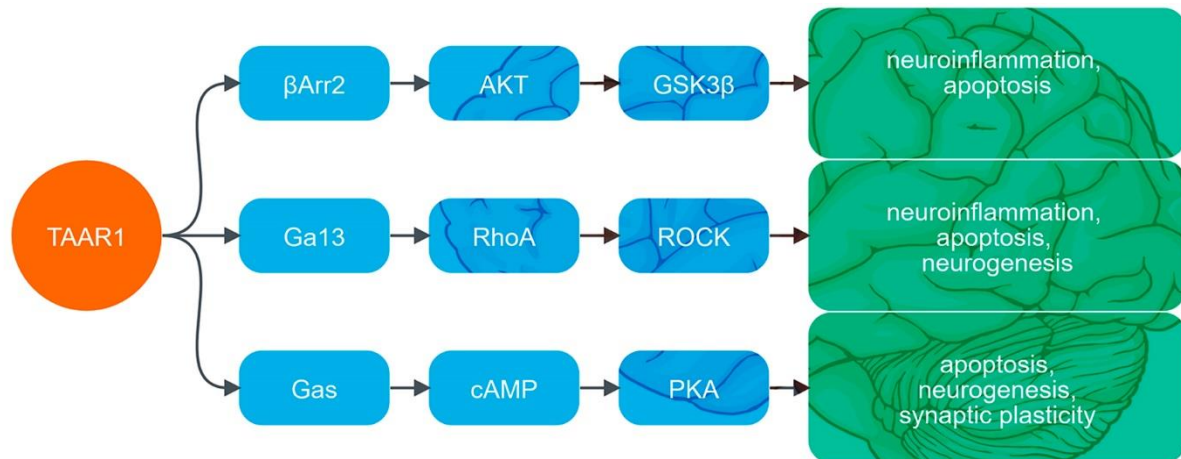 TAAR1
βArr2
AKT
GSK3β
neuroinflammation,
apoptosis
Ga13
RhoA
ROCK
neuroinflammation,
apoptosis,
neurogenesis
Gas
cAMP
PKA
apoptosis,
neurogenesis,
synaptic plasticity